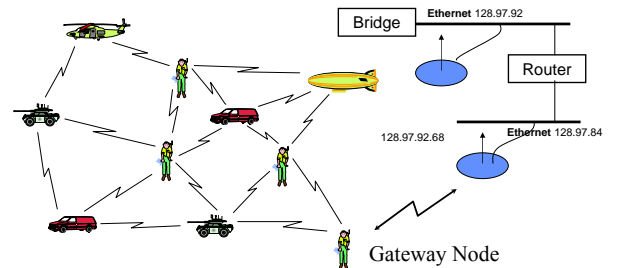 Bridge
Ethernet 128.97.92
Router
128.97.92.68
Ethernet 128.97.84
Gateway Node